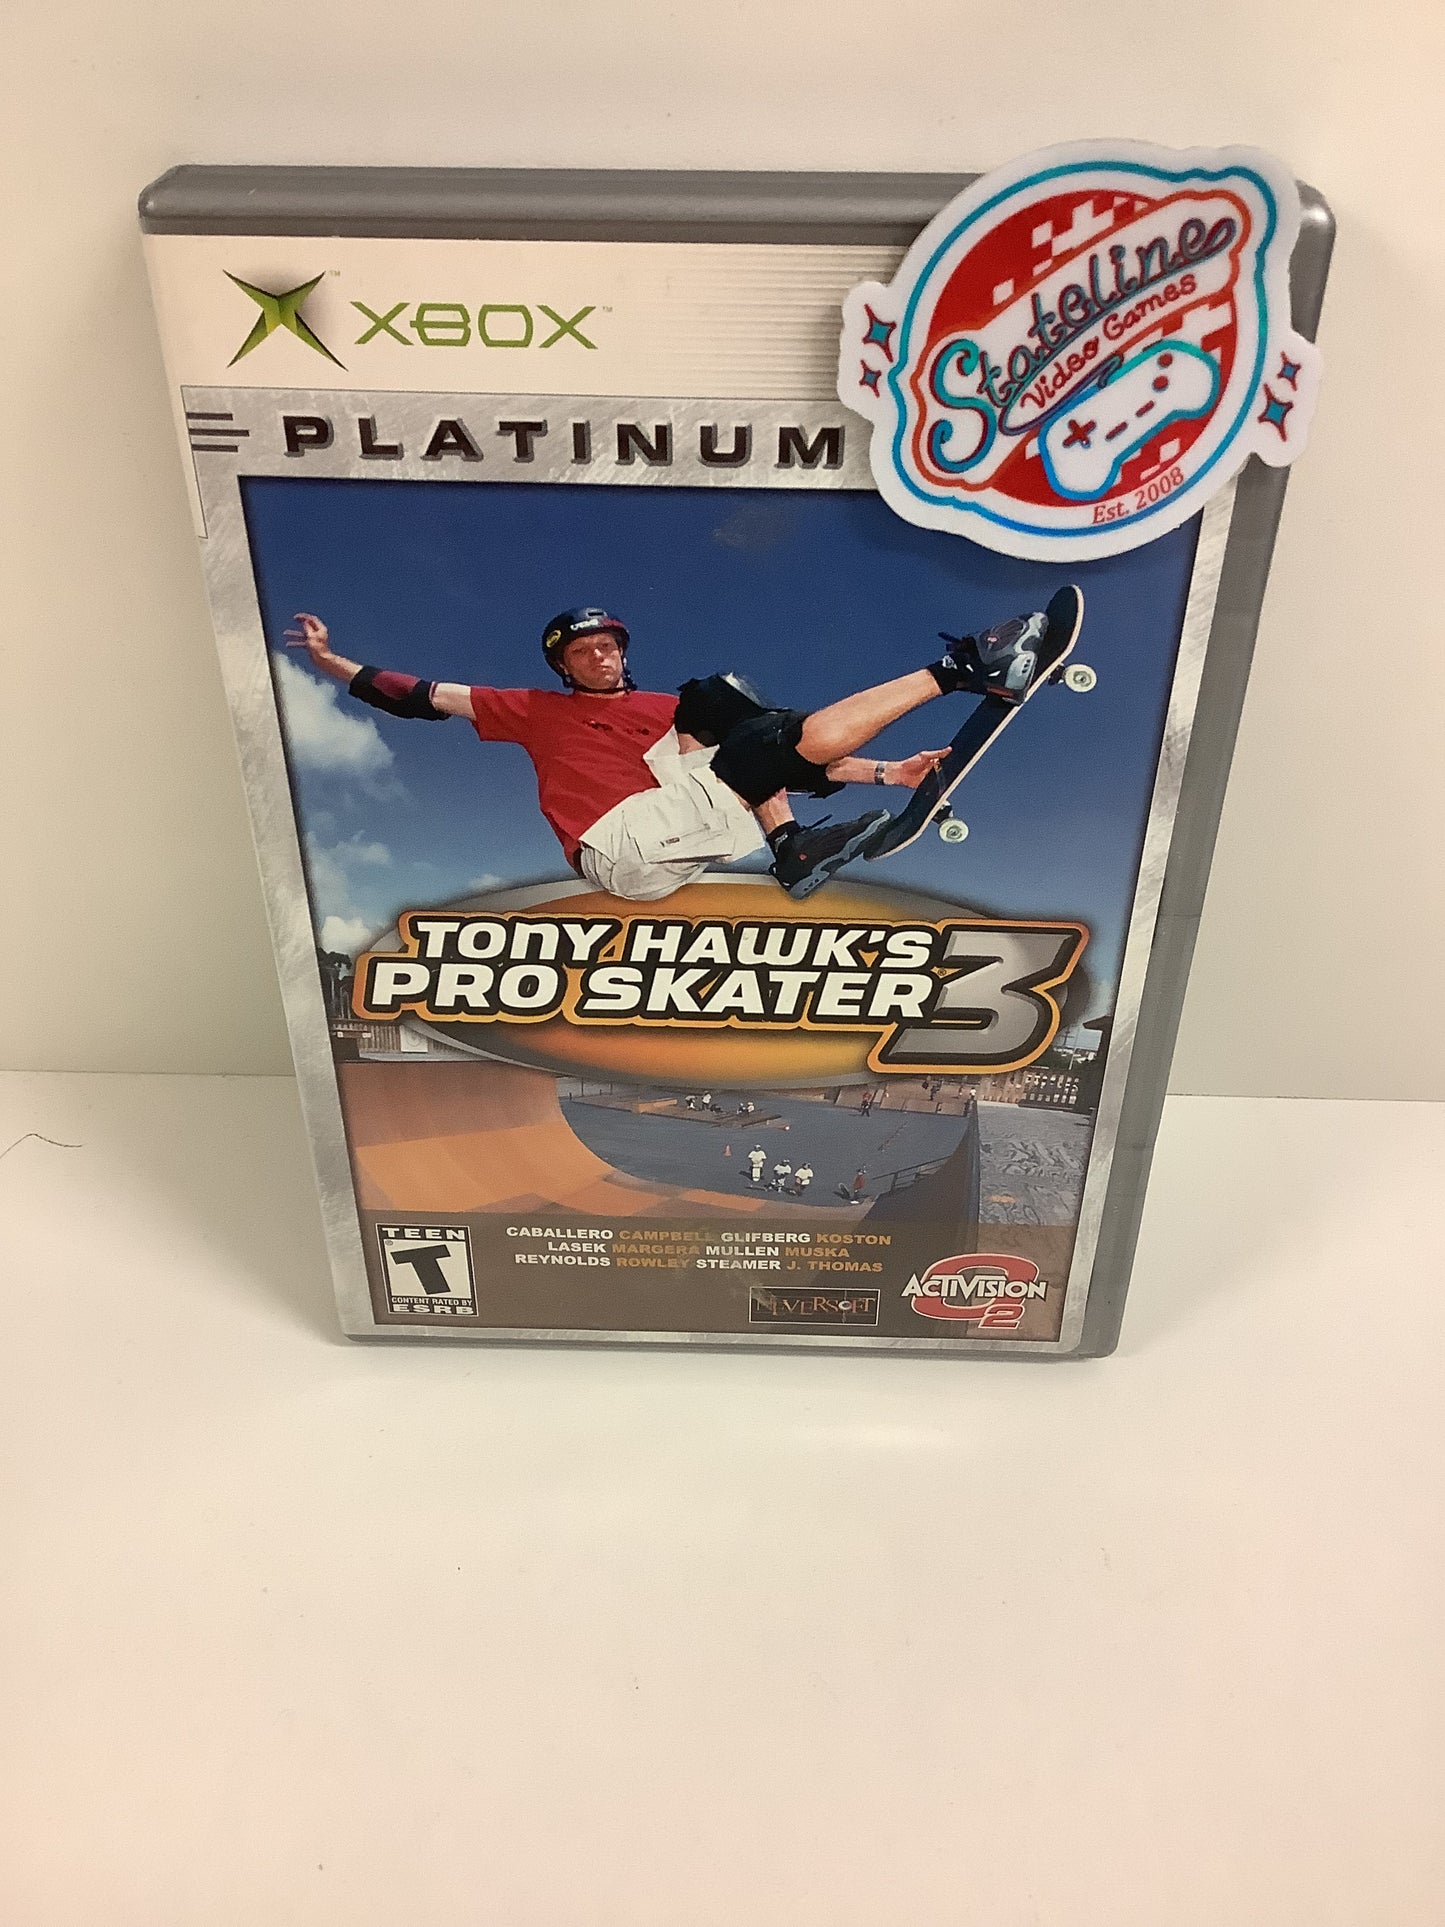 XBOX™
PLATINUM
Stateline
Video Games
Est. 2008
TONY HAWK'S
PRO SKATER® 3
TEEN
T
CONTENT RATED BY
ESRB
CABALLERO CAMPBELL GLIFBERG KOSTON
LASEK MARGERA MULLEN MUSKA
REYNOLDS ROWLEY STEAMER J. THOMAS
NEVERSOFT
ACTIVISION
O2